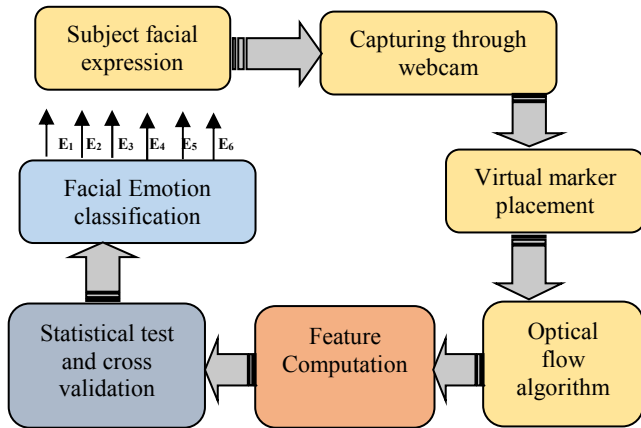 Subject facial
expression
Capturing through
webcam
E₁ E₂ E₃ E₄ E₅ E₆
Facial Emotion
classification
Virtual marker
placement
Statistical test
and cross
validation
Feature
Computation
Optical
flow
algorithm